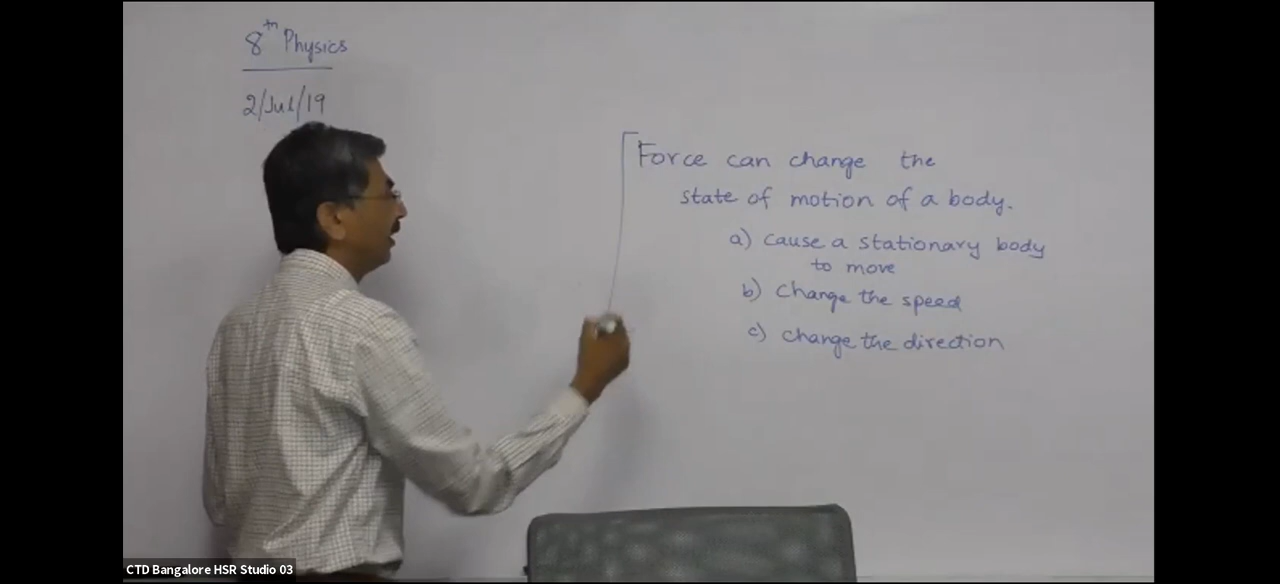 8th Physics
2/Jul/19
Force can change the
state of motion of a body.
a) cause a stationary body
to move
b) Change the speed
c) Change the direction
CTD Bangalore HSR Studio 03